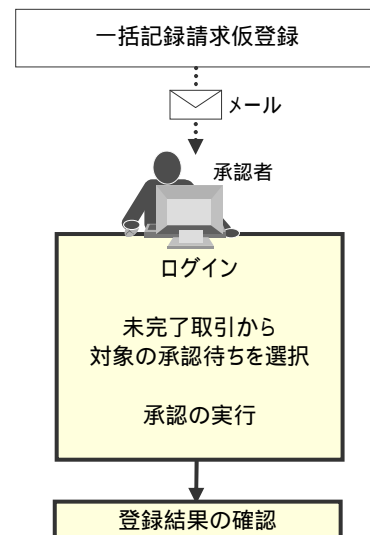 一括記録請求仮登録
メール
承認者
ログイン
未完了取引から
対象の承認待ちを選択
承認の実行
登録結果の確認